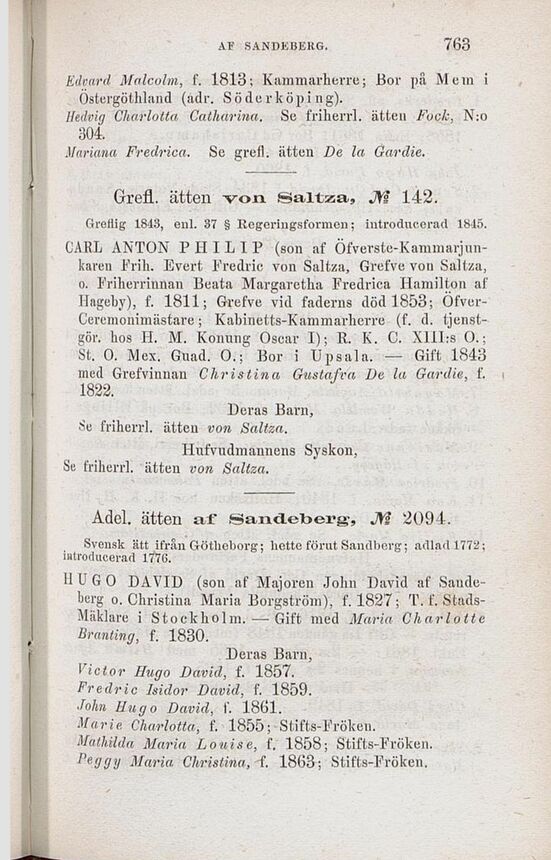 AF SANDEBERG. 763
Edvard Malcolm, f. 1813; Kammarherre; Bor på Mem i
Östergöthland (adr. Söderköping).
Hedvig Charlotta Catharina. Se friherrl. ätten Fock, N:o
304.
Mariana Fredrica. Se grefl. ätten De la Gardie.
Grefl. ätten von Saltza, № 142.
Greflig 1843, enl. 37 § Regeringsformen; introducerad 1845.
CARL ANTON PHILIP (son af Öfverste-Kammarjun-
karen Frih. Evert Fredric von Saltza, Grefve von Saltza,
o. Friherrinnan Beata Margaretha Fredrica Hamilton af
Hageby), f. 1811; Grefve vid faderns död 1853; Öfver-
Ceremonimästare; Kabinetts-Kammarherre (f. d. tjenst-
gör. hos H. M. Konung Oscar I); R. K. C. XIII:s O.;
St. O. Mex. Guad. O.; Bor i Upsala. — Gift 1843
med Grefvinnan Christina Gustafva De la Gardie, f.
1822.
Deras Barn,
Se friherrl. ätten von Saltza.
Hufvudmannens Syskon,
Se friherrl. ätten von Saltza.
Adel. ätten af Sandeberg, № 2094.
Svensk ätt ifrån Götheborg; hette förut Sandberg; adlad 1772;
introducerad 1776.
HUGO DAVID (son af Majoren John David af Sande-
berg o. Christina Maria Borgström), f. 1827; T. f. Stads-
Mäklare i Stockholm. — Gift med Maria Charlotte
Branting, f. 1830.
Deras Barn,
Victor Hugo David, f. 1857.
Fredric Isidor David, f. 1859.
John Hugo David, f. 1861.
Marie Charlotta, f. 1855; Stifts-Fröken.
Mathilda Maria Louise, f. 1858; Stifts-Fröken.
Peggy Maria Christina, f. 1863; Stifts-Fröken.